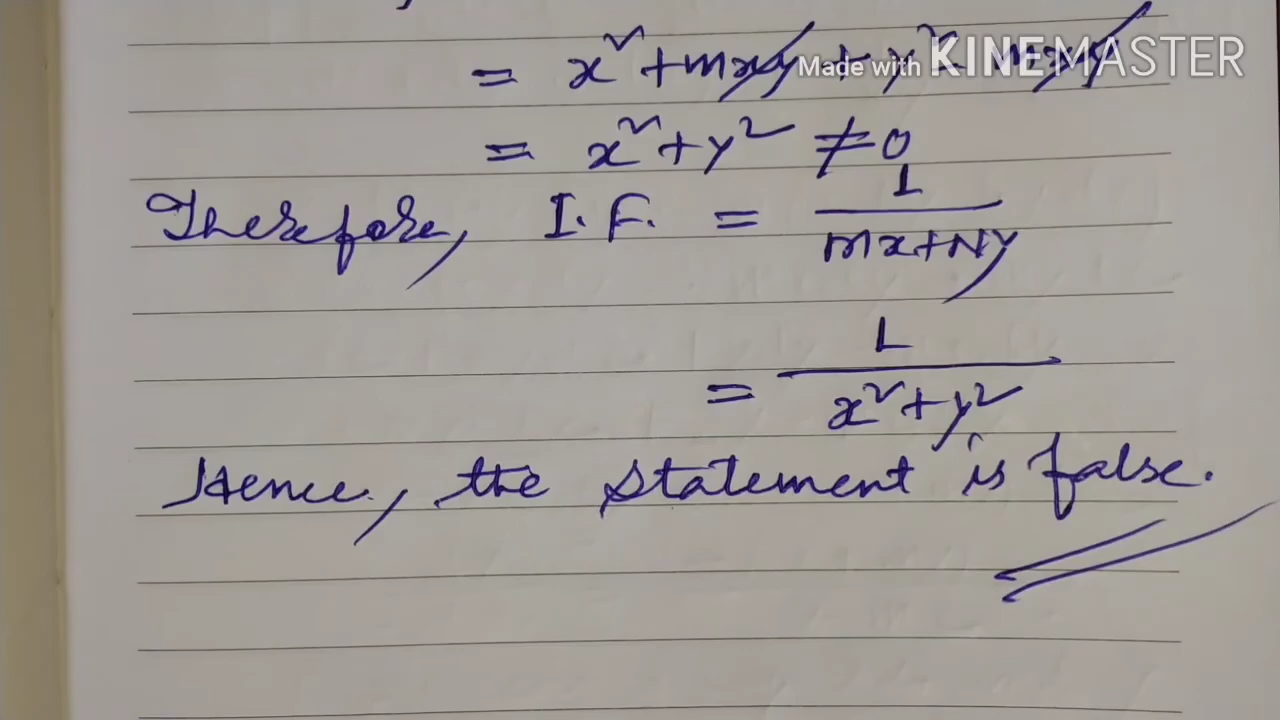 = x² + mxy + y² - mxy
Made with KINEMASTER
= x² + y² ≠ 0
Therefore, I.F. = 1/(Mx+Ny)
= 1/(x²+y²)
Hence, the statement is false.